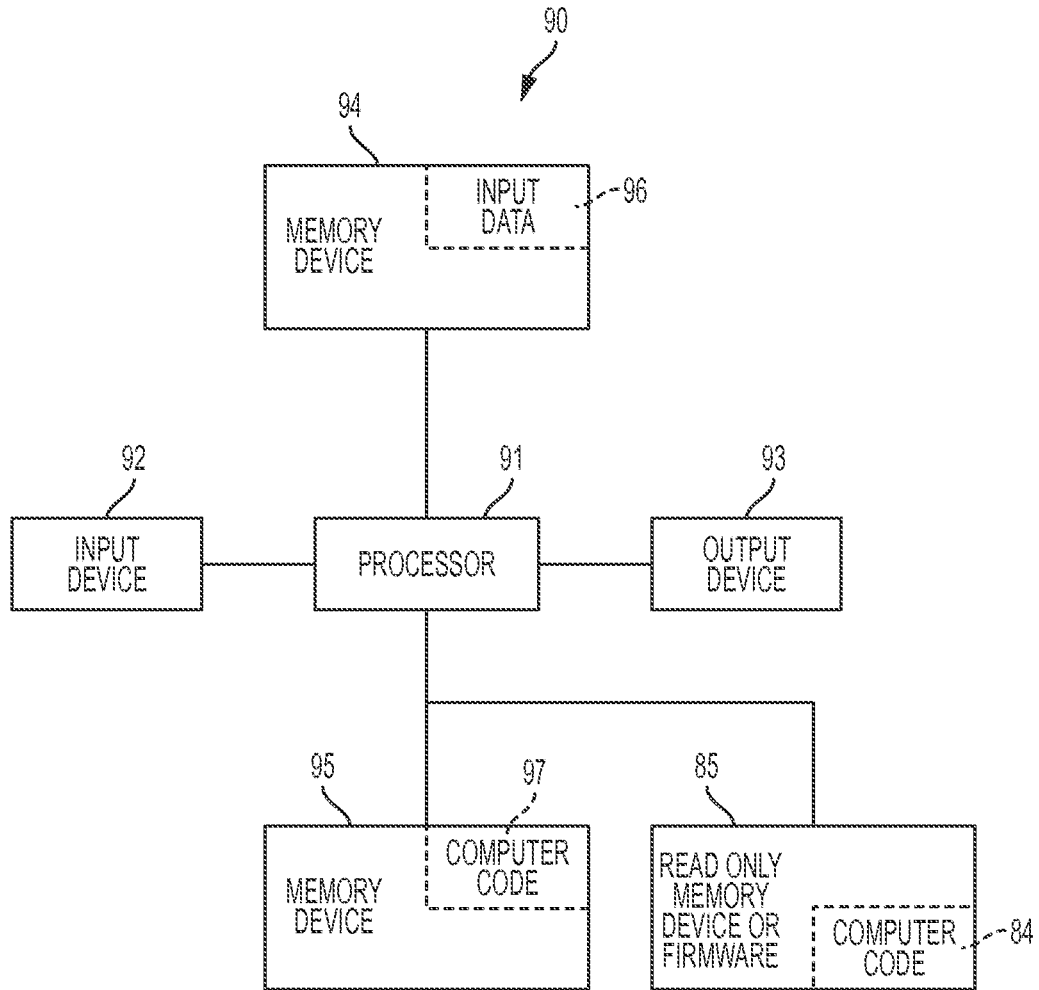 90
94
INPUT
DATA
96
MEMORY
DEVICE
92
91
93
INPUT
DEVICE
PROCESSOR
OUTPUT
DEVICE
95
97
85
COMPUTER
CODE
MEMORY
DEVICE
READ ONLY
MEMORY
DEVICE OR
FIRMWARE
COMPUTER
CODE
84